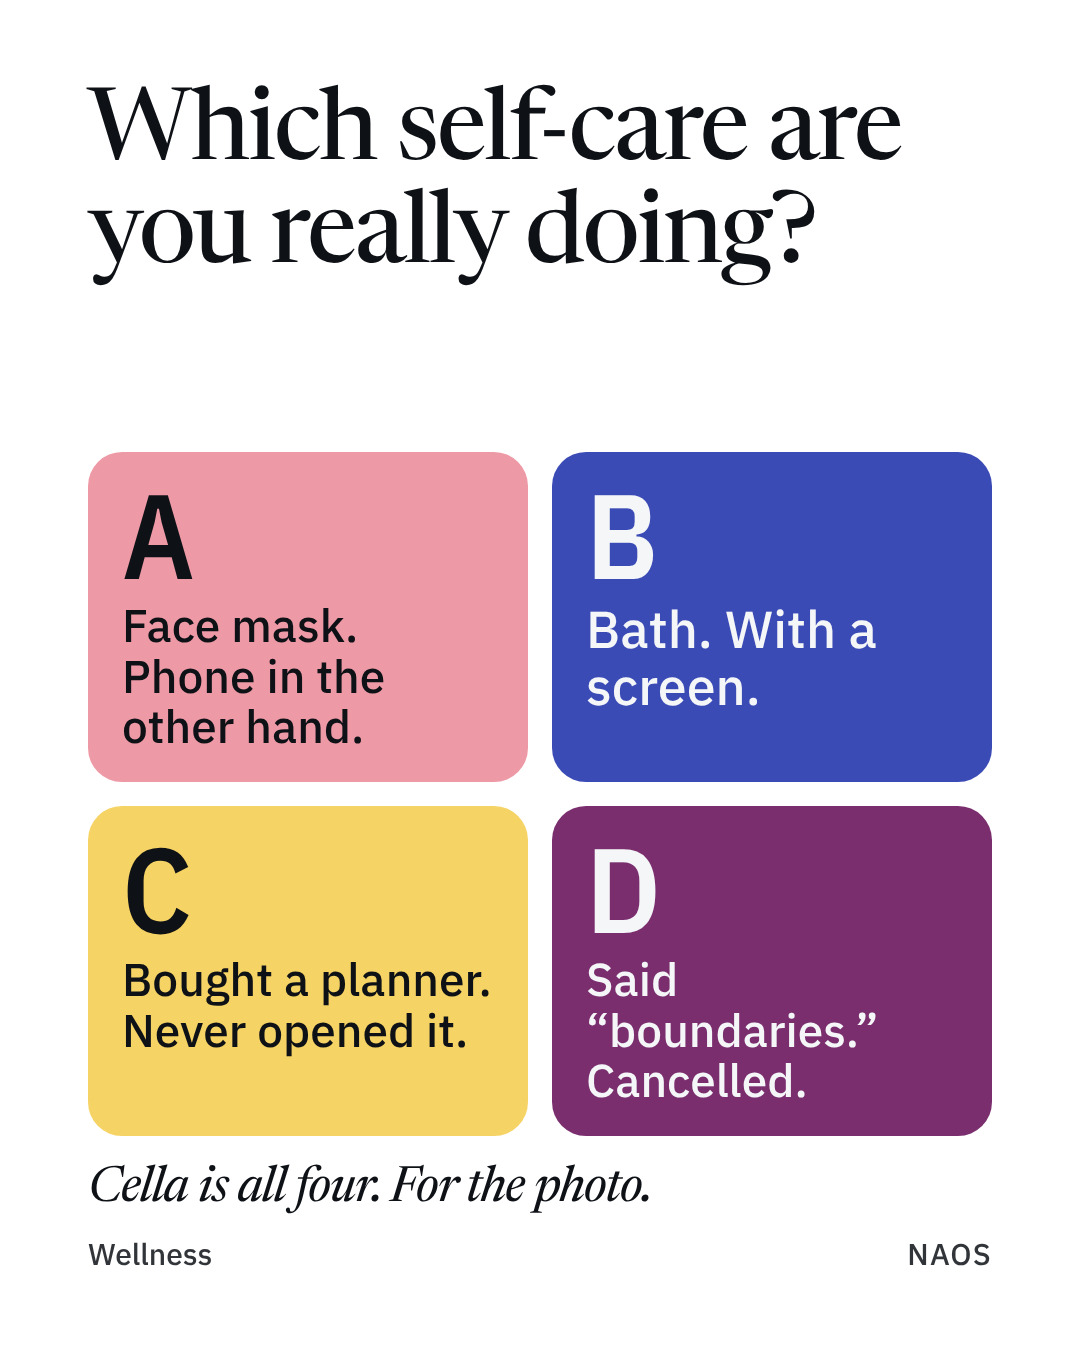 Which self-care are
you really doing?
A
Face mask.
Phone in the
other hand.
B
Bath. With a
screen.
C
Bought a planner.
Never opened it.
D
Said
“boundaries.”
Cancelled.
Cella is all four. For the photo.
Wellness
NAOS